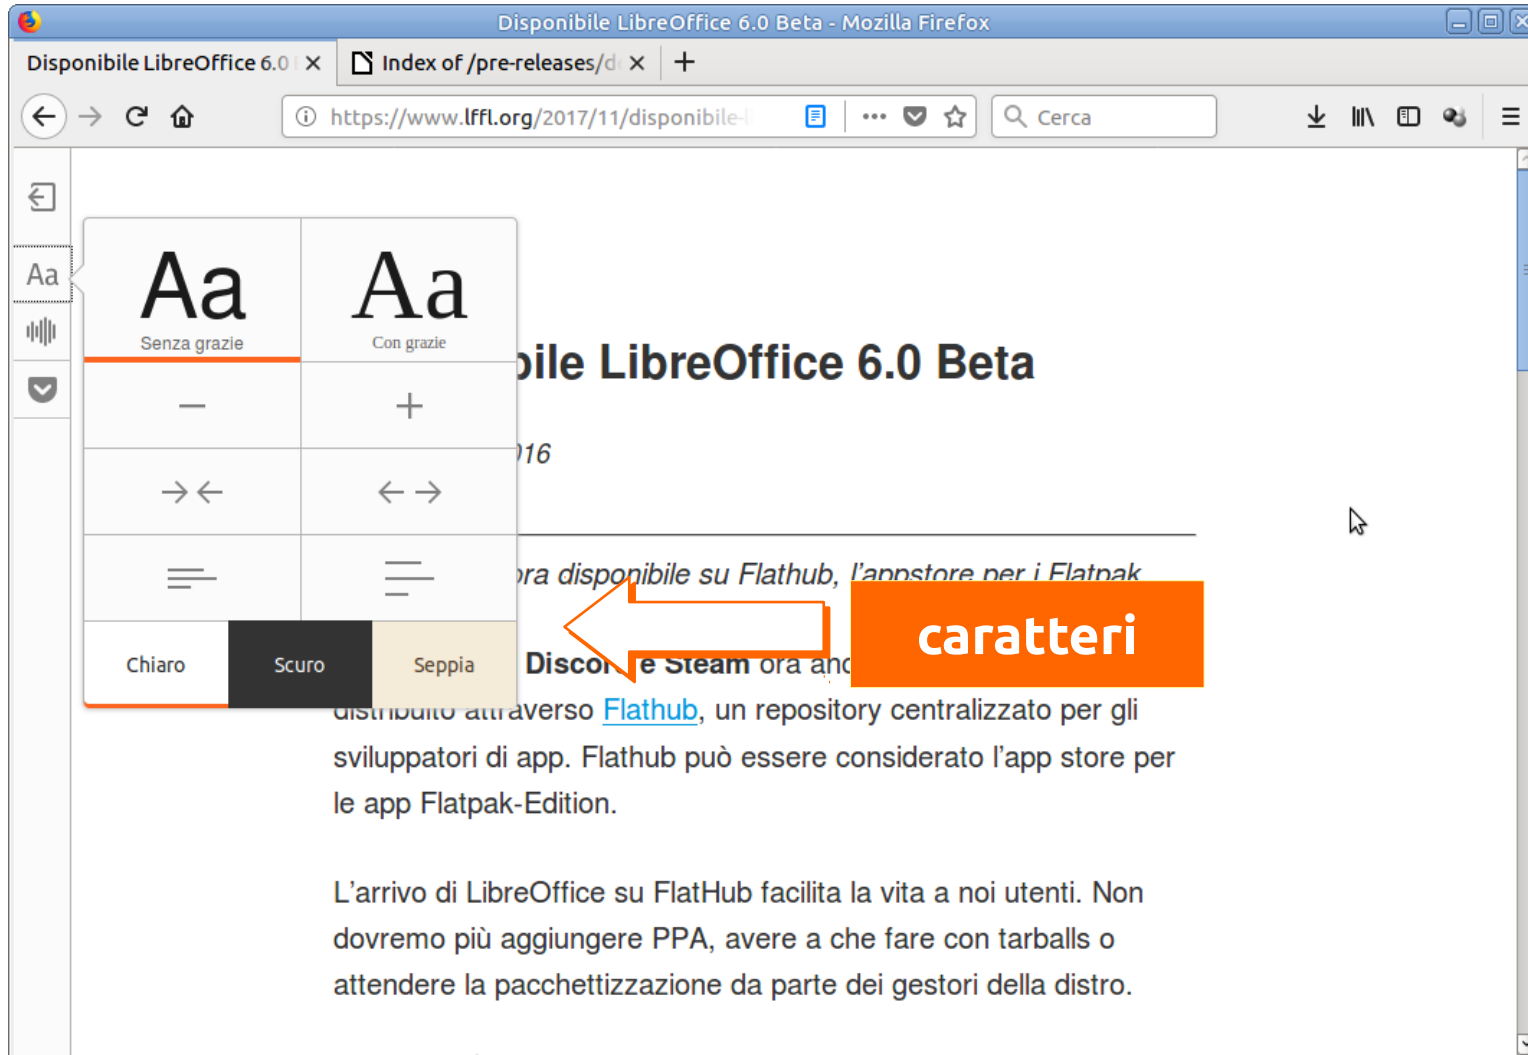 Disponibile LibreOffice 6.0 Beta - Mozilla Firefox
Disponibile LibreOffice 6.0
Index of /pre-releases/d
https://www.lffl.org/2017/11/disponibile-l
Cerca
Aa
Aa
Senza grazie
Aa
Con grazie
bile LibreOffice 6.0 Beta
016
ora disponibile su Flathub, l'appstore per i Flatpak
caratteri
Chiaro
Scuro
Seppia
Discord e Steam ora anc
distribuito attraverso Flathub, un repository centralizzato per gli
sviluppatori di app. Flathub può essere considerato l'app store per
le app Flatpak-Edition.
L'arrivo di LibreOffice su FlatHub facilita la vita a noi utenti. Non
dovremo più aggiungere PPA, avere a che fare con tarballs o
attendere la pacchettizzazione da parte dei gestori della distro.